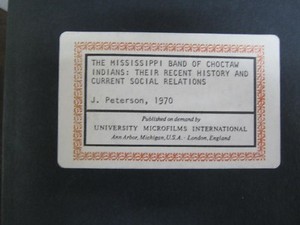 THE MISSISSIPPI BAND OF CHOCTAW
INDIANS: THEIR RECENT HISTORY AND
CURRENT SOCIAL RELATIONS
J. Peterson, 1970
Published on demand by
UNIVERSITY MICROFILMS INTERNATIONAL
Ann Arbor, Michigan, U.S.A. - London, England